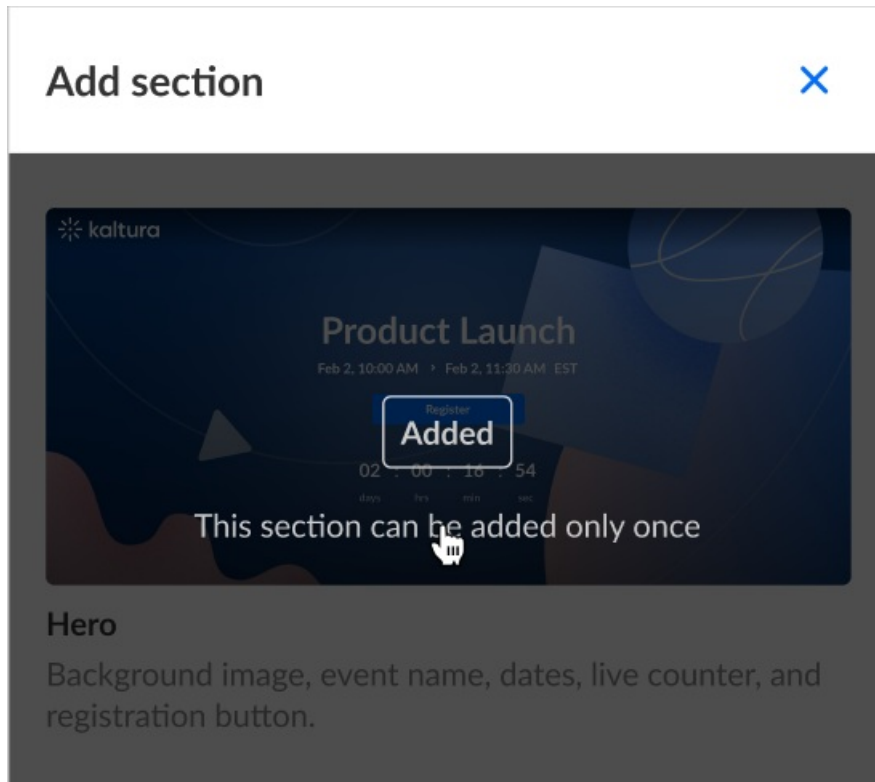 Add section
kaltura
Product Launch
Feb 2, 10:00 AM › Feb 2, 11:30 AM EST
Register
Added
02 : 00 : 16 : 54
days hrs min sec
This section can be added only once
Hero
Background image, event name, dates, live counter, and
registration button.